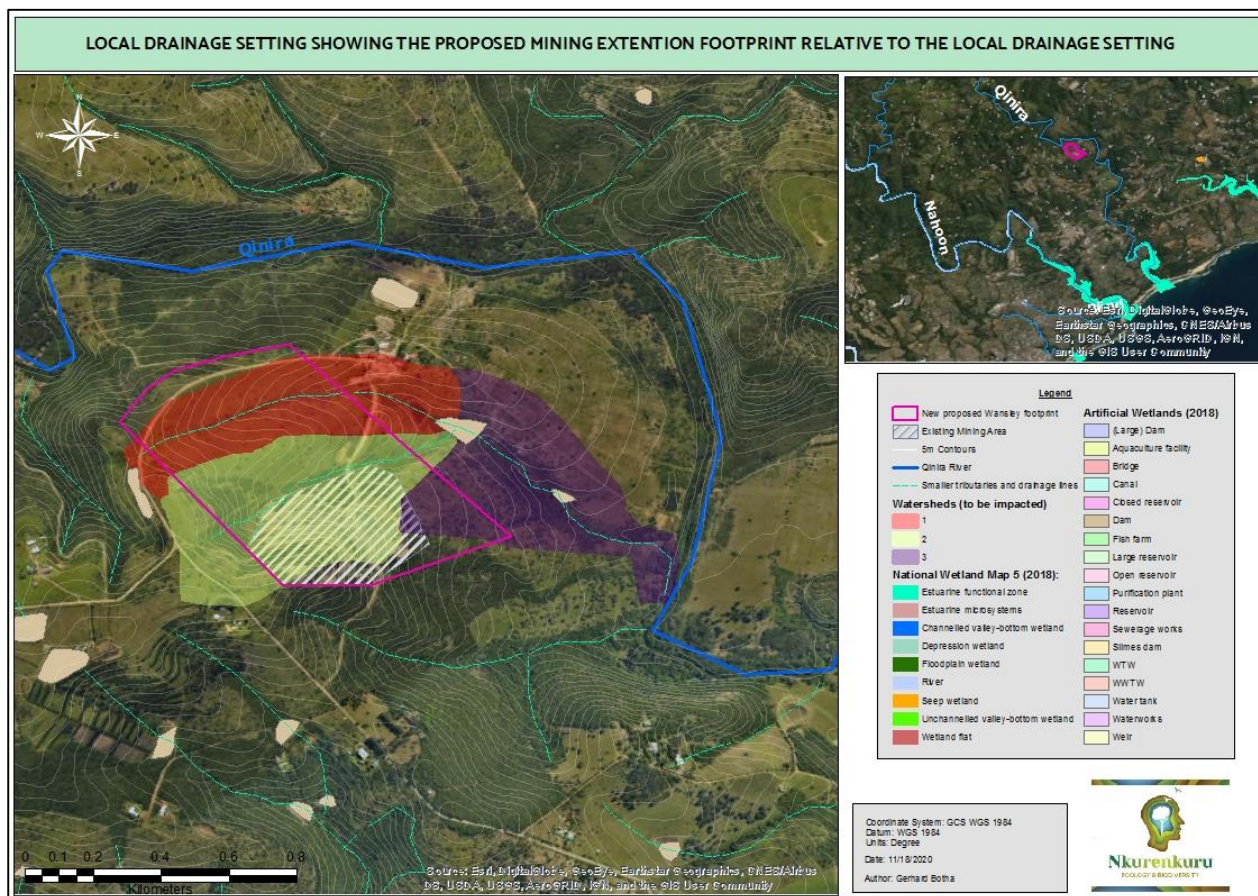 LOCAL DRAINAGE SETTING SHOWING THE PROPOSED MINING EXTENTION FOOTPRINT RELATIVE TO THE LOCAL DRAINAGE SETTING
N
W
E
S
Qinira
0 0.1 0.2 0.4 0.6 0.8
Kilometers
Source: Esri, DigitalGlobe, GeoEye, Earthstar Geographics, CNES/Airbus
DS, USDA, USGS, AeroGRID, IGN, and the GIS User Community
Qinira
Nahoon
Source: Esri, DigitalGlobe, GeoEye,
Earthstar Geographics, CNES/Airbus
DS, USDA, USGS, AeroGRID, IGN,
and the GIS User Community
Legend
New proposed Wansley footprint
Existing Mining Area
5m Contours
Qinira River
Smaller tributaries and drainage lines
Watersheds (to be impacted)
1
2
3
National Wetland Map 5 (2018):
Estuarine functional zone
Estuarine microsystems
Channelled valley-bottom wetland
Depression wetland
Floodplain wetland
River
Seep wetland
Unchannelled valley-bottom wetland
Wetland flat
Artificial Wetlands (2018)
(Large) Dam
Aquaculture facility
Bridge
Canal
Closed reservoir
Dam
Fish farm
Large reservoir
Open reservoir
Purification plant
Reservoir
Sewerage works
Slimes dam
WTW
WWTW
Water tank
Waterworks
Weir
Coordinate System: GCS WGS 1984
Datum: WGS 1984
Units: Degree
Date: 11/18/2020
Author: Gerhard Botha
Nkurenkuru
ECOLOGY & BIODIVERSITY